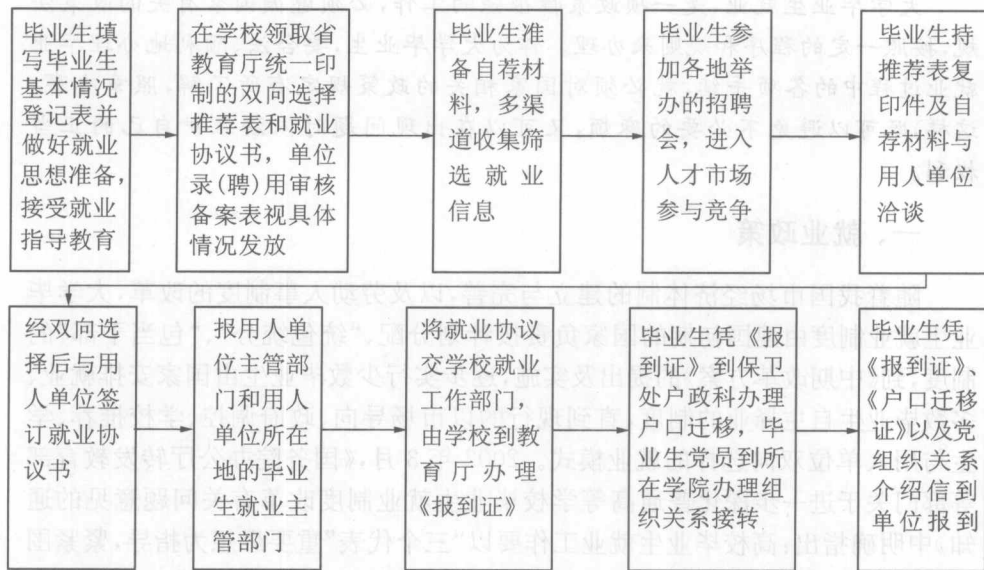 毕业生填
写毕业生
基本情况
登记表并
做好就业
思想准备,
接受就业
指导教育
在学校领取省
教育厅统一印
制的双向选择
推荐表和就业
协议书,单位
录(聘)用审核
备案表视具体
情况发放
毕业生准
备自荐材
料,多渠
道收集筛
选就业
信息
毕业生参
加各地举
办的招聘
会,进入
人才市场
参与竞争
毕业生持
推荐表复
印件及自
荐材料与
用人单位
洽谈
经双向选
择后与用
人单位签
订就业协
议书
报用人单
位主管部
门和用人
单位所在
地的毕业
生就业主
管部门
将就业协议
交学校就业
工作部门,
由学校到教
育厅办理
《报到证》
毕业生凭《报
到证》到保卫
处户政科办理
户口迁移,毕
业生党员到所
在学院办理组
织关系接转
毕业生凭
《报到证》、
《户口迁移
证》以及党
组织关系
介绍信到
单位报到